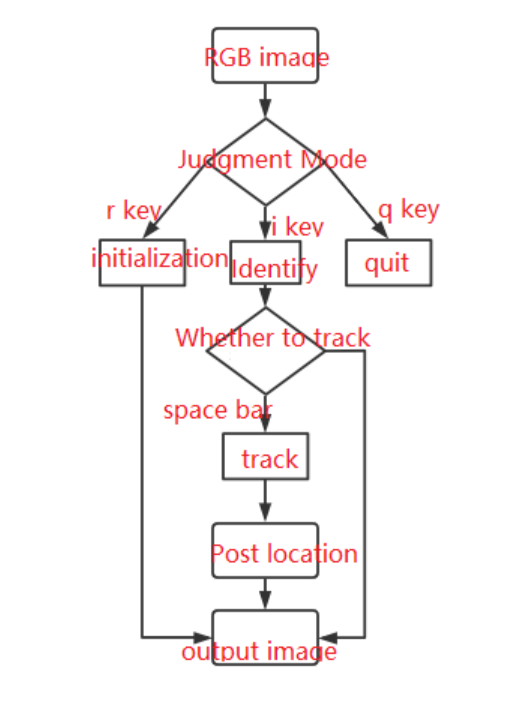 RGB image
Judgment Mode
r key
i key
q key
initialization
Identify
quit
Whether to track
space bar
track
Post location
output image